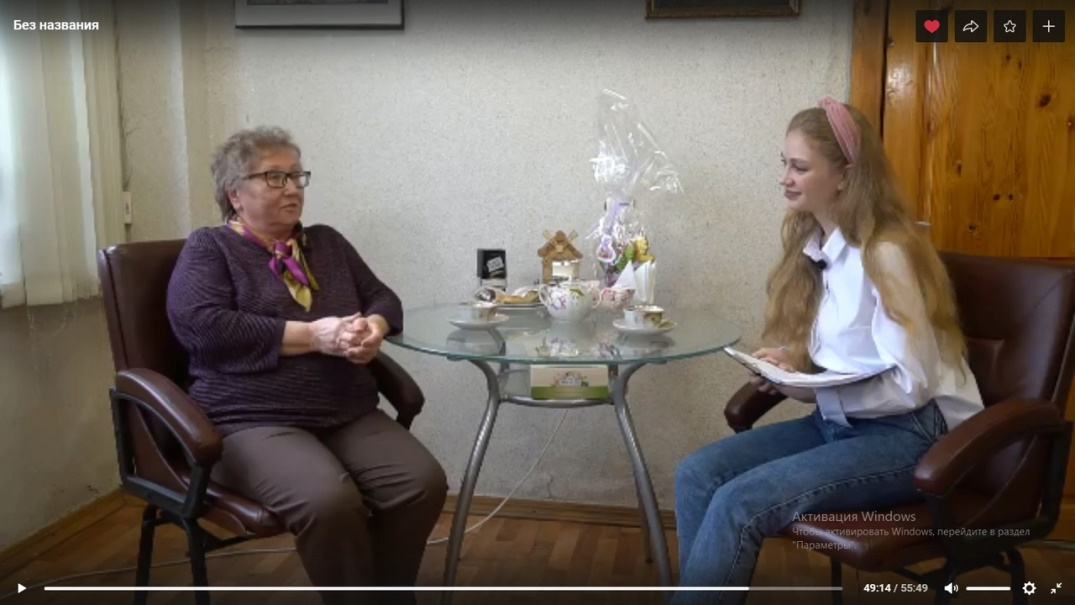 Без названия
Активация Windows
Чтобы активировать Windows, перейдите в раздел
"Параметры".
49:14 / 55:49